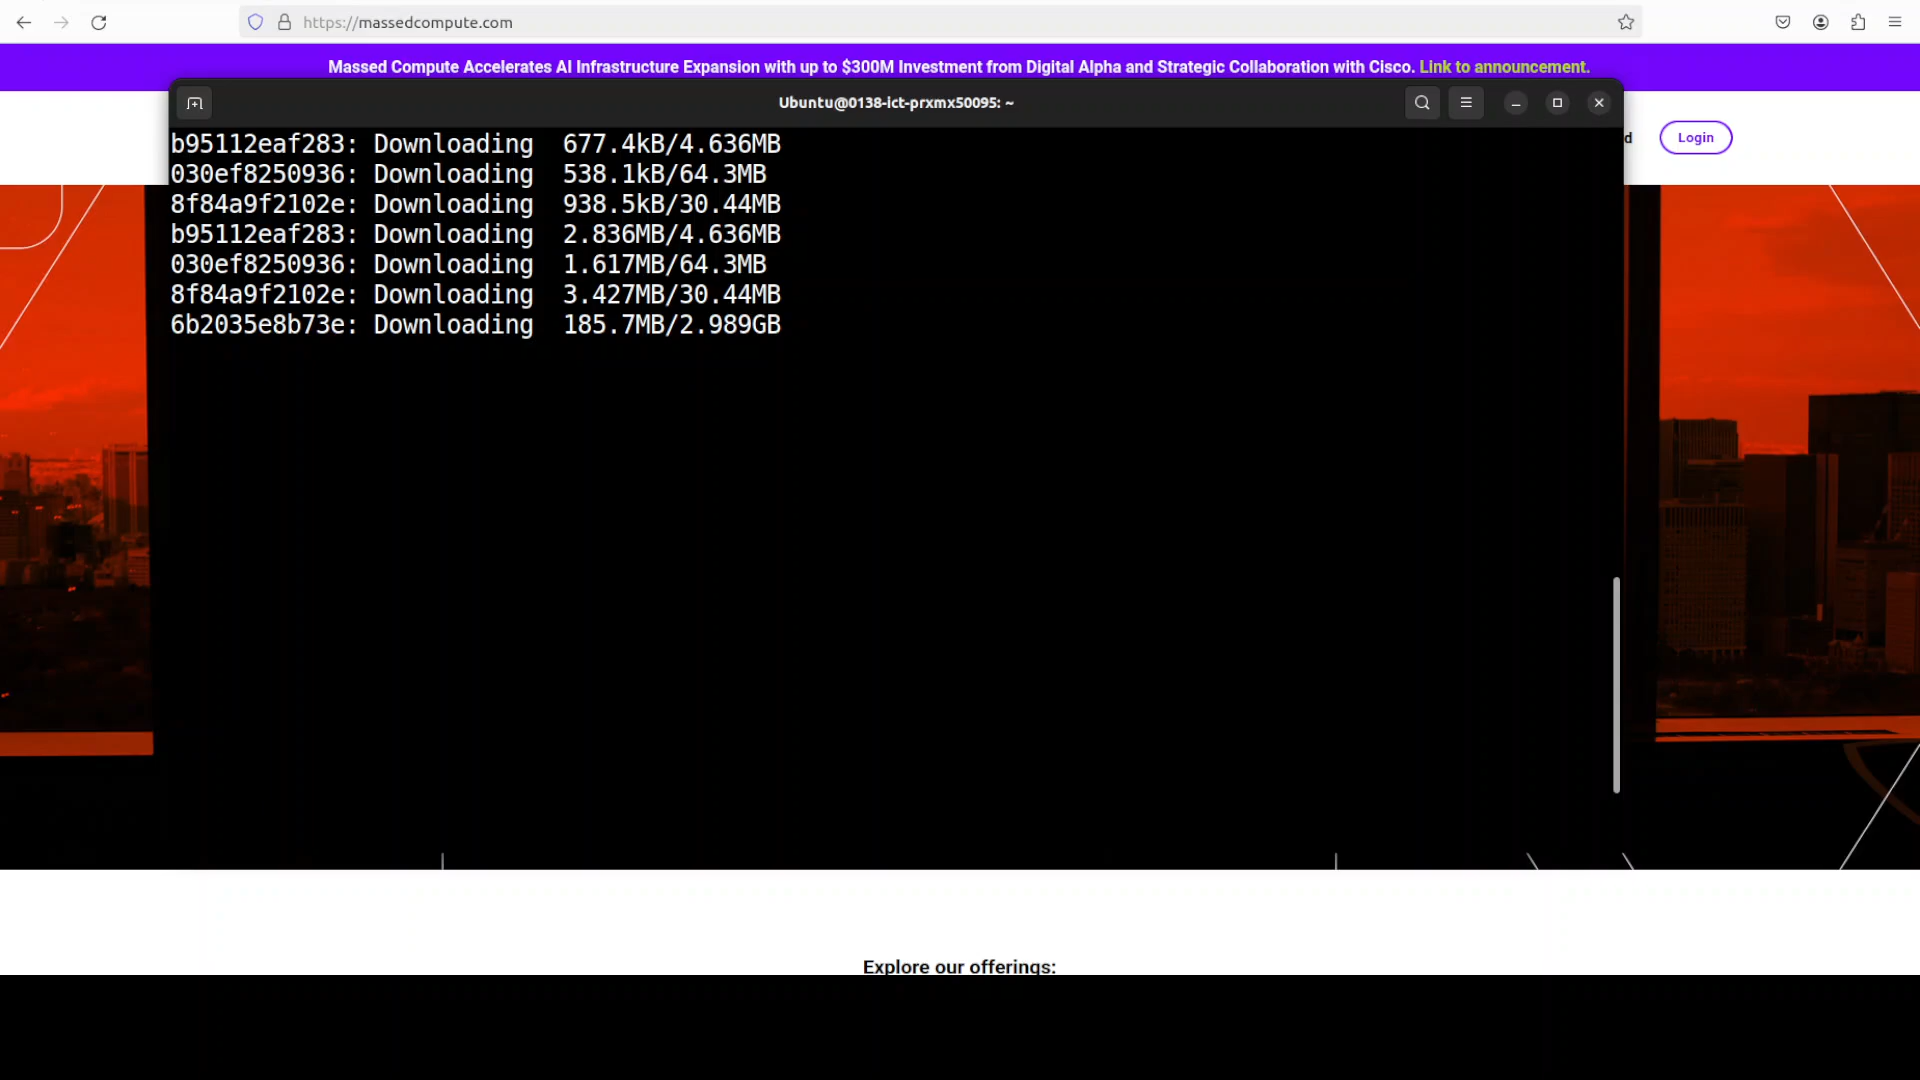 https://massedcompute.com
Massed Compute Accelerates AI Infrastructure Expansion with up to $300M Investment from Digital Alpha and Strategic Collaboration with Cisco. Link to announcement.
Ubuntu@0138-ict-prxmx50095: ~
d
Login
b95112eaf283: Downloading 677.4kB/4.636MB
030ef8250936: Downloading 538.1kB/64.3MB
8f84a9f2102e: Downloading 938.5kB/30.44MB
b95112eaf283: Downloading 2.836MB/4.636MB
030ef8250936: Downloading 1.617MB/64.3MB
8f84a9f2102e: Downloading 3.427MB/30.44MB
6b2035e8b73e: Downloading 185.7MB/2.989GB
Explore our offerings: